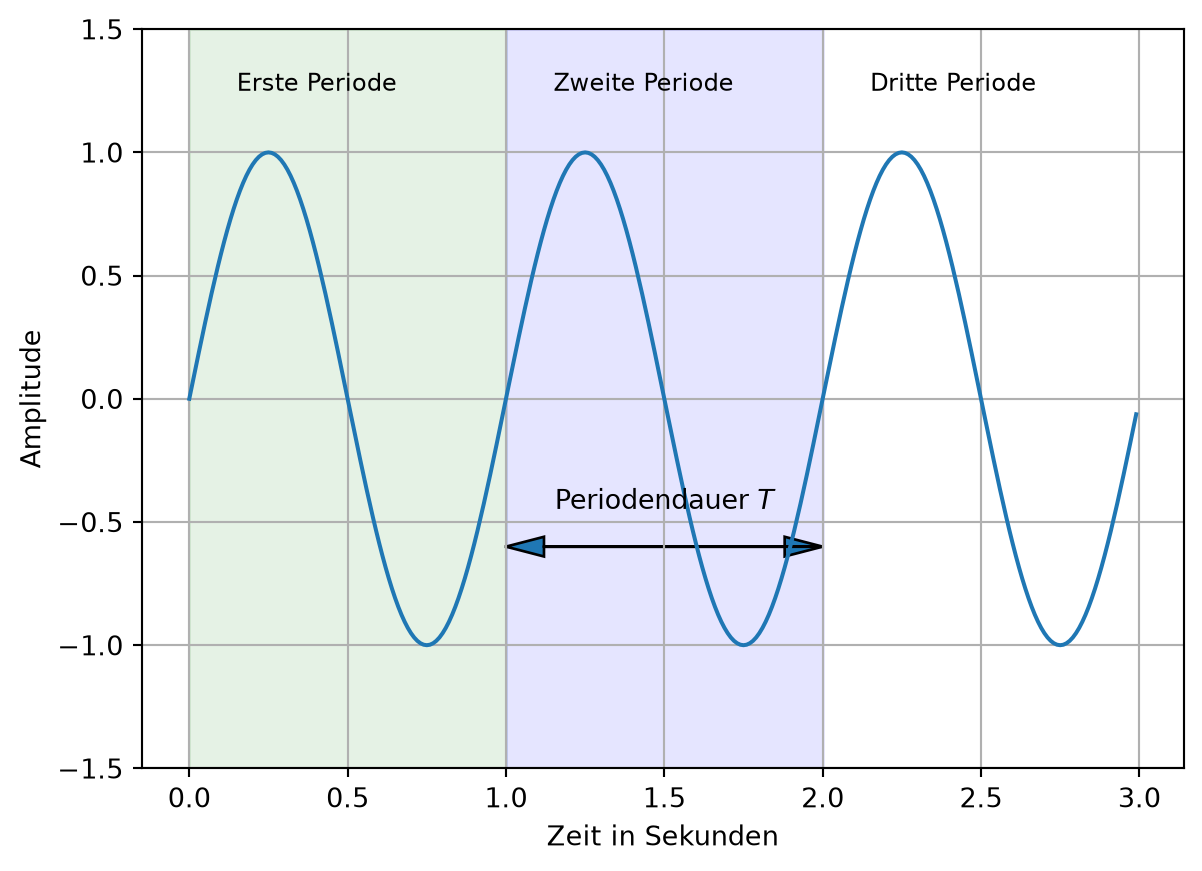 1.5
Erste Periode
Zweite Periode
Dritte Periode
1.0
0.5
0.0
Amplitude
Periodendauer T
−0.5
−1.0
−1.5
0.0
0.5
1.0
1.5
2.0
2.5
3.0
Zeit in Sekunden